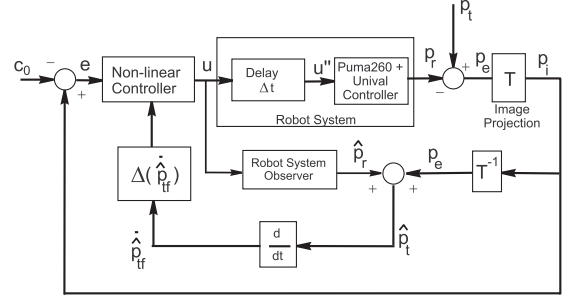 p_t
c_0
−
+
e
Non-linear
Controller
u
Delay
Δt
u''
Puma260 +
Unival
Controller
Robot System
p_r
−
+
p_e
T
Image
Projection
p_i
Δ(p̂̇_tf)
Robot System
Observer
p̂_r
+
+
p_e
T^-1
p̂_t
d
dt
p̂̇_tf